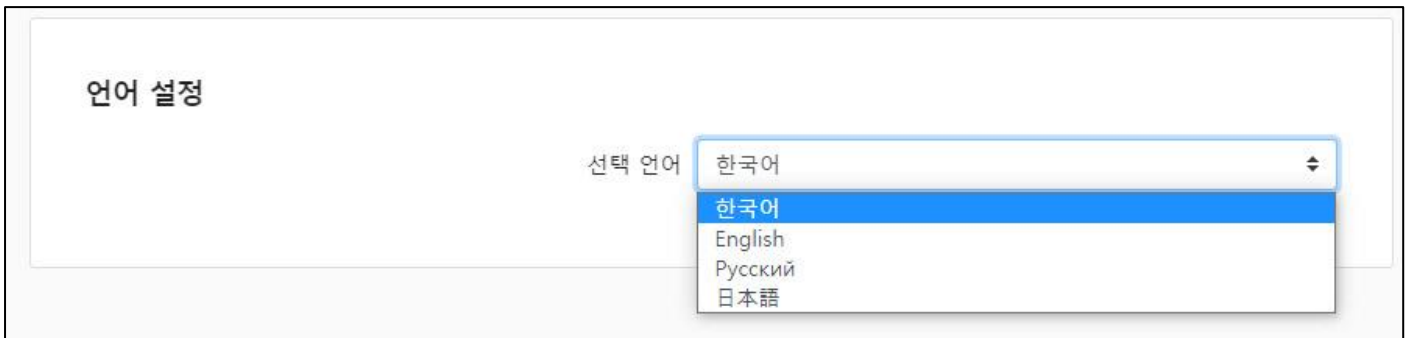 언어 설정
선택 언어 한국어
한국어
English
Русский
日本語